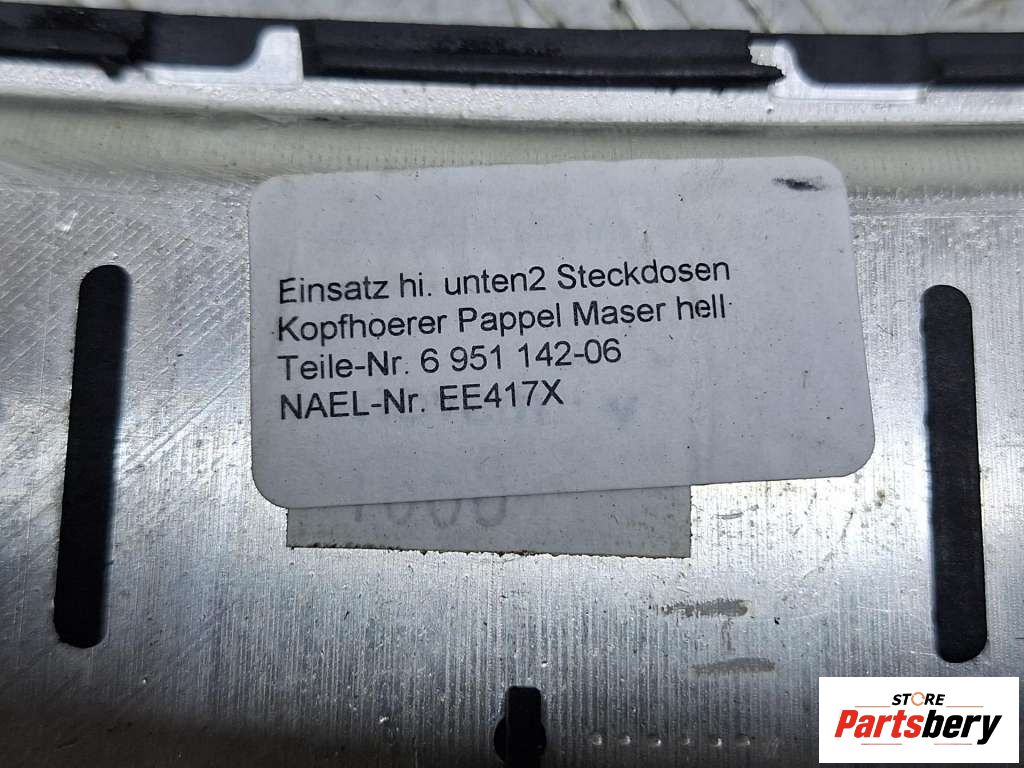 Einsatz hi. unten2 Steckdosen
Kopfhoerer Pappel Maser hell
Teile-Nr. 6 951 142-06
NAEL-Nr. EE417X
STORE
Partsbery